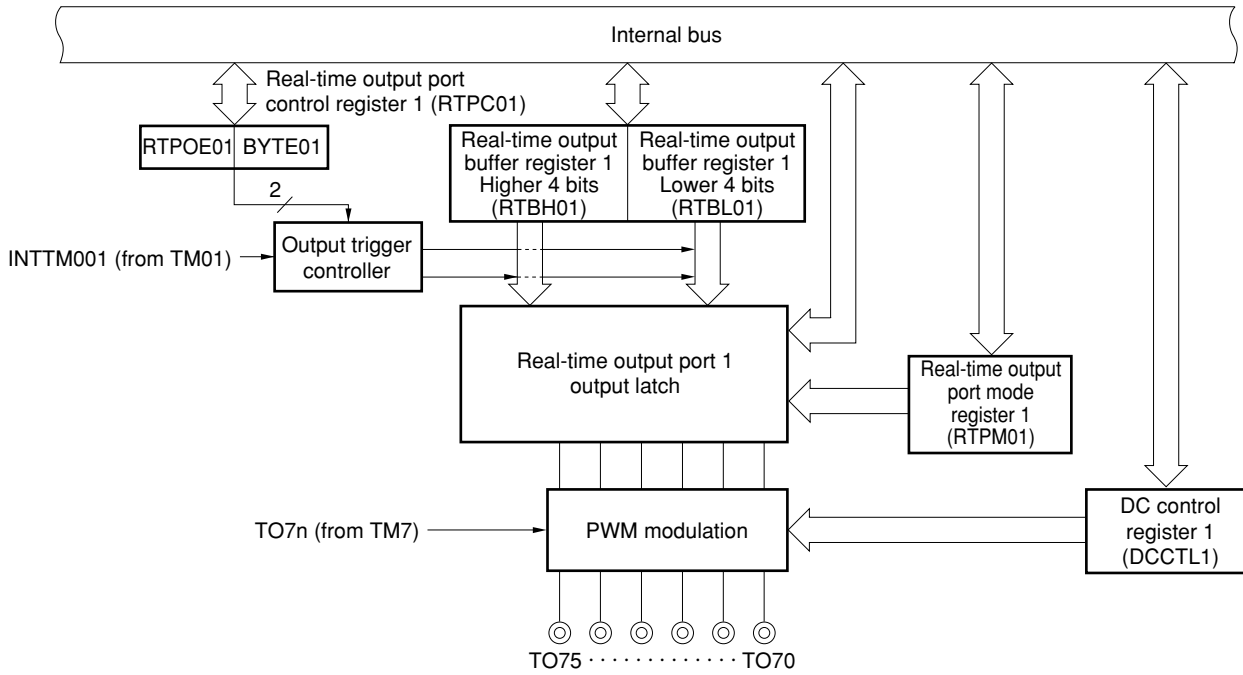 Internal bus
Real-time output port
control register 1 (RTPC01)
RTPOE01 BYTE01
Real-time output
buffer register 1
Higher 4 bits
(RTBH01)
Real-time output
buffer register 1
Lower 4 bits
(RTBL01)
2
INTTM001 (from TM01)
Output trigger
controller
Real-time output port 1
output latch
Real-time output
port mode
register 1
(RTPM01)
TO7n (from TM7)
PWM modulation
DC control
register 1
(DCCTL1)
TO75 · · · · · · · · · · · · TO70